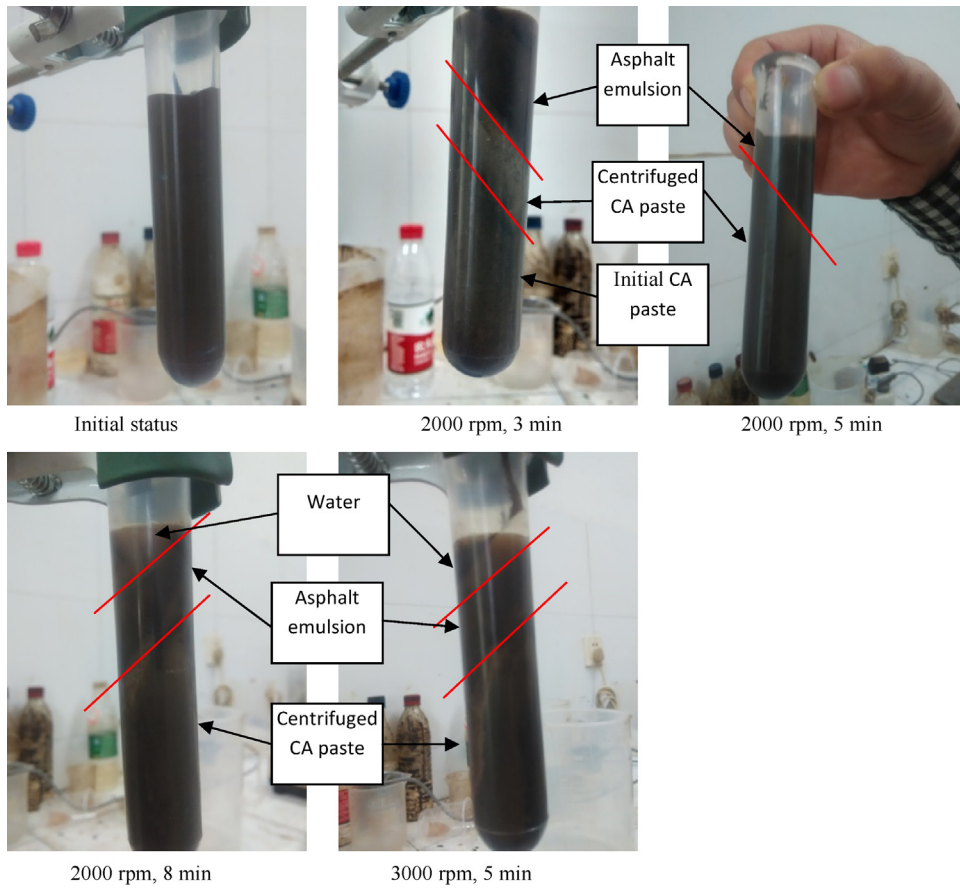 Asphalt
emulsion
Centrifuged
CA paste
Initial CA
paste
Initial status
2000 rpm, 3 min
2000 rpm, 5 min
Water
Asphalt
emulsion
Centrifuged
CA paste
2000 rpm, 8 min
3000 rpm, 5 min